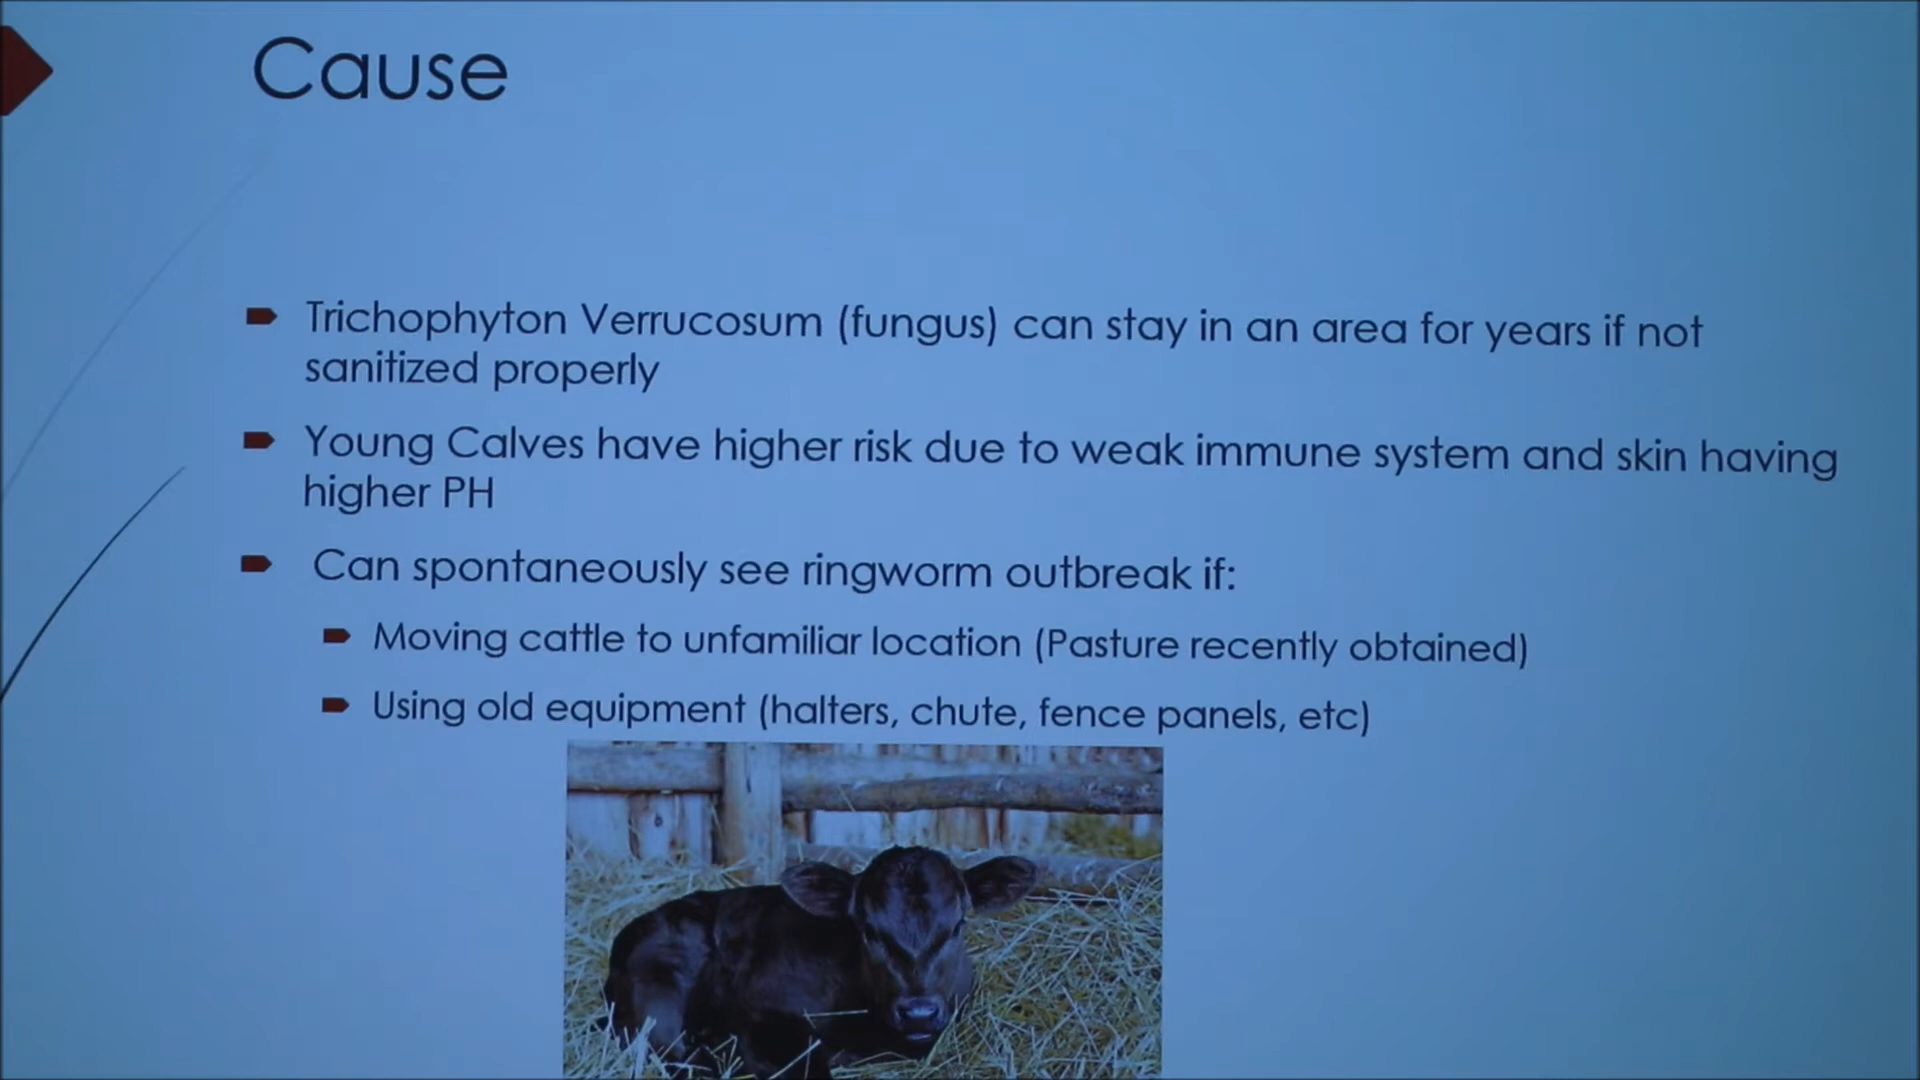 Cause
Trichophyton Verrucosum (fungus) can stay in an area for years if not
sanitized properly
Young Calves have higher risk due to weak immune system and skin having
higher PH
Can spontaneously see ringworm outbreak if:
Moving cattle to unfamiliar location (Pasture recently obtained)
Using old equipment (halters, chute, fence panels, etc)